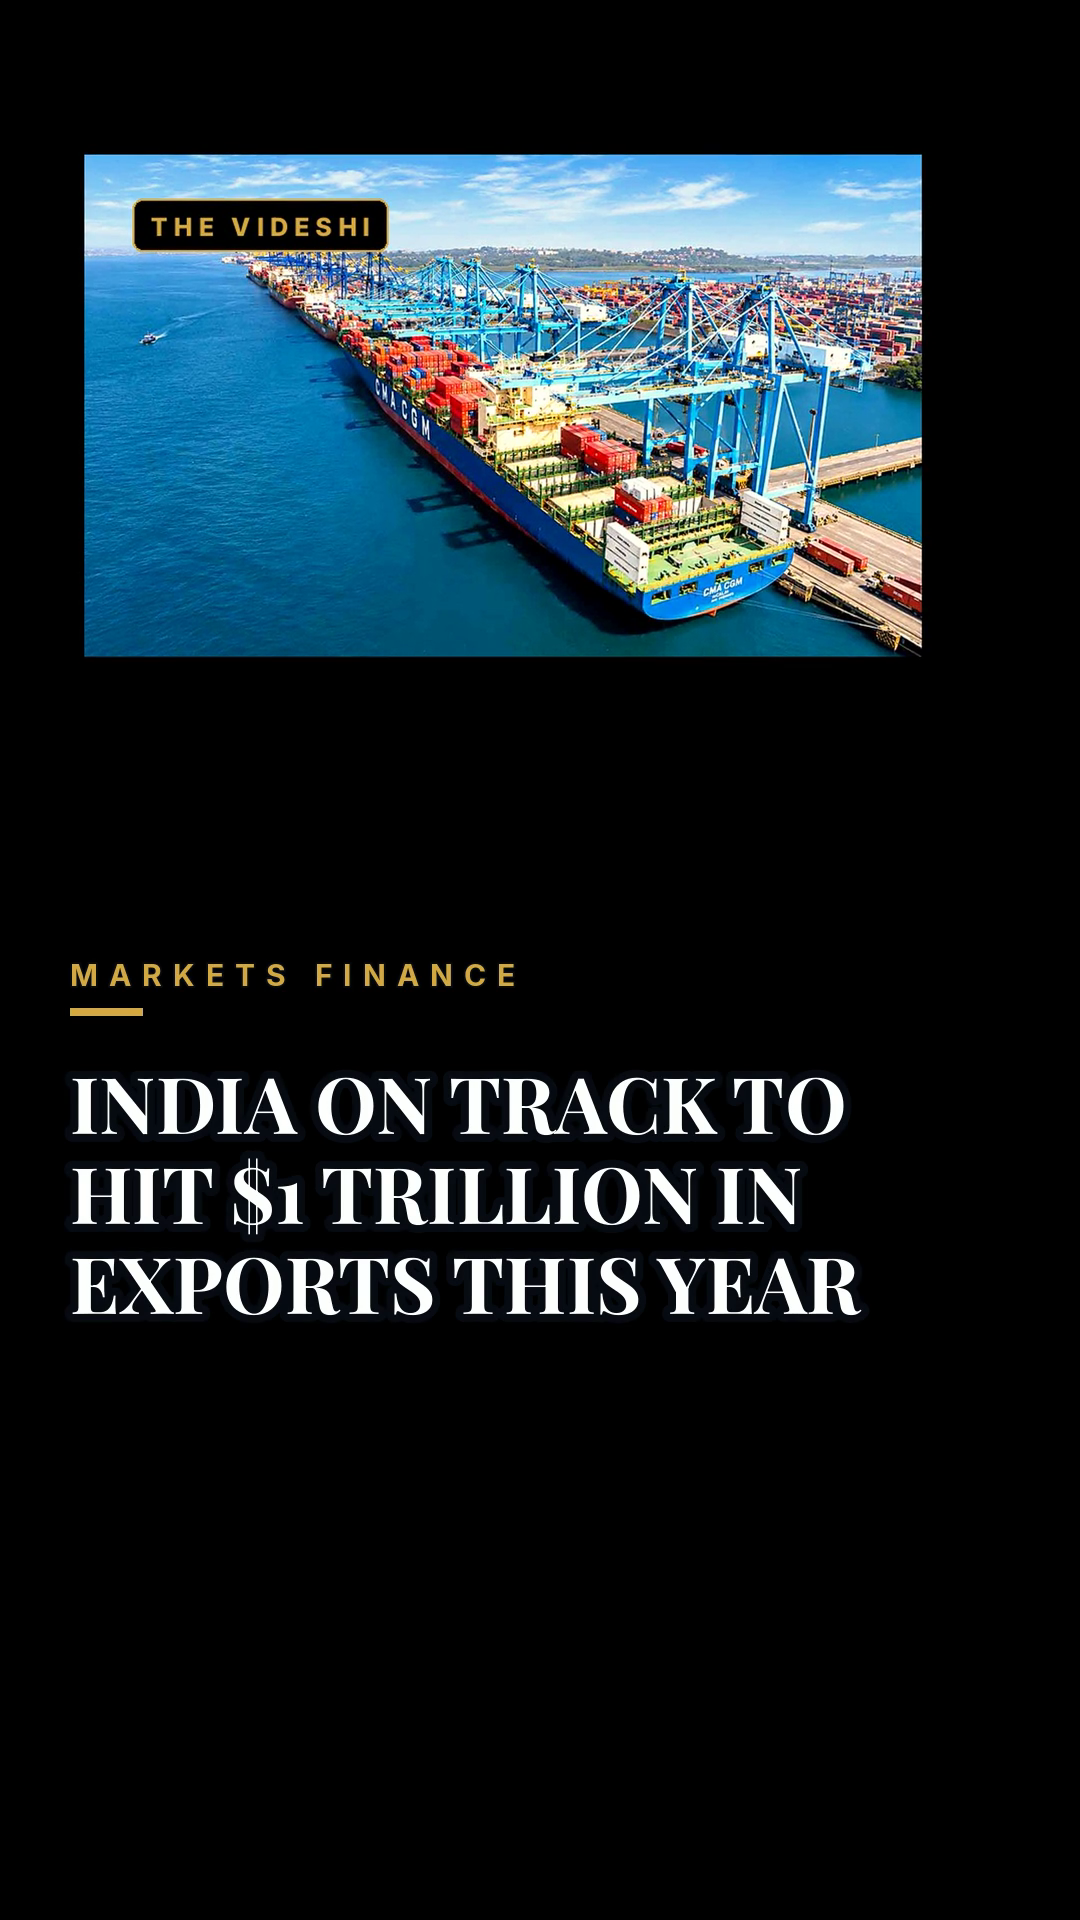 THE VIDESHI
CMA CGM
CMA CGM
MARKETS FINANCE
INDIA ON TRACK TO
HIT $1 TRILLION IN
EXPORTS THIS YEAR